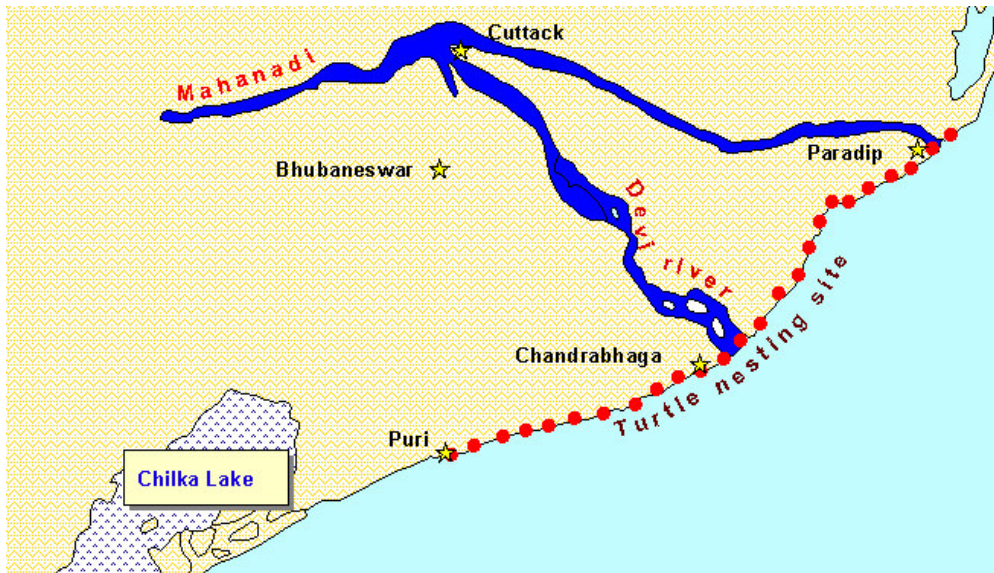 Cuttack
Mahanadi
Paradip
Bhubaneswar
Devi river
Turtle nesting site
Chandrabhaga
Puri
Chilka Lake